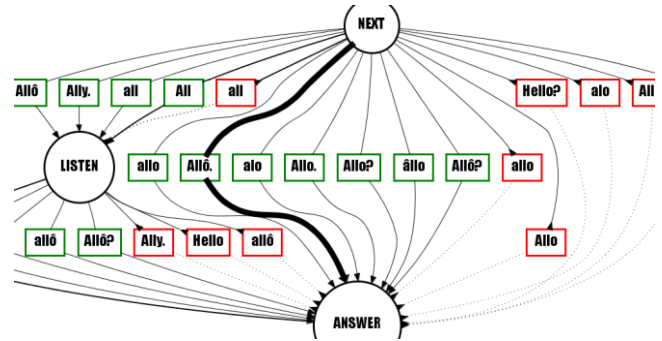 NEXT
Allô Ally. all All all Hello? alo All
LISTEN
allo Allô. alo Allo. Allo? âllo Allô? allo
allô Allô? Ally. Hello allô Allo
ANSWER